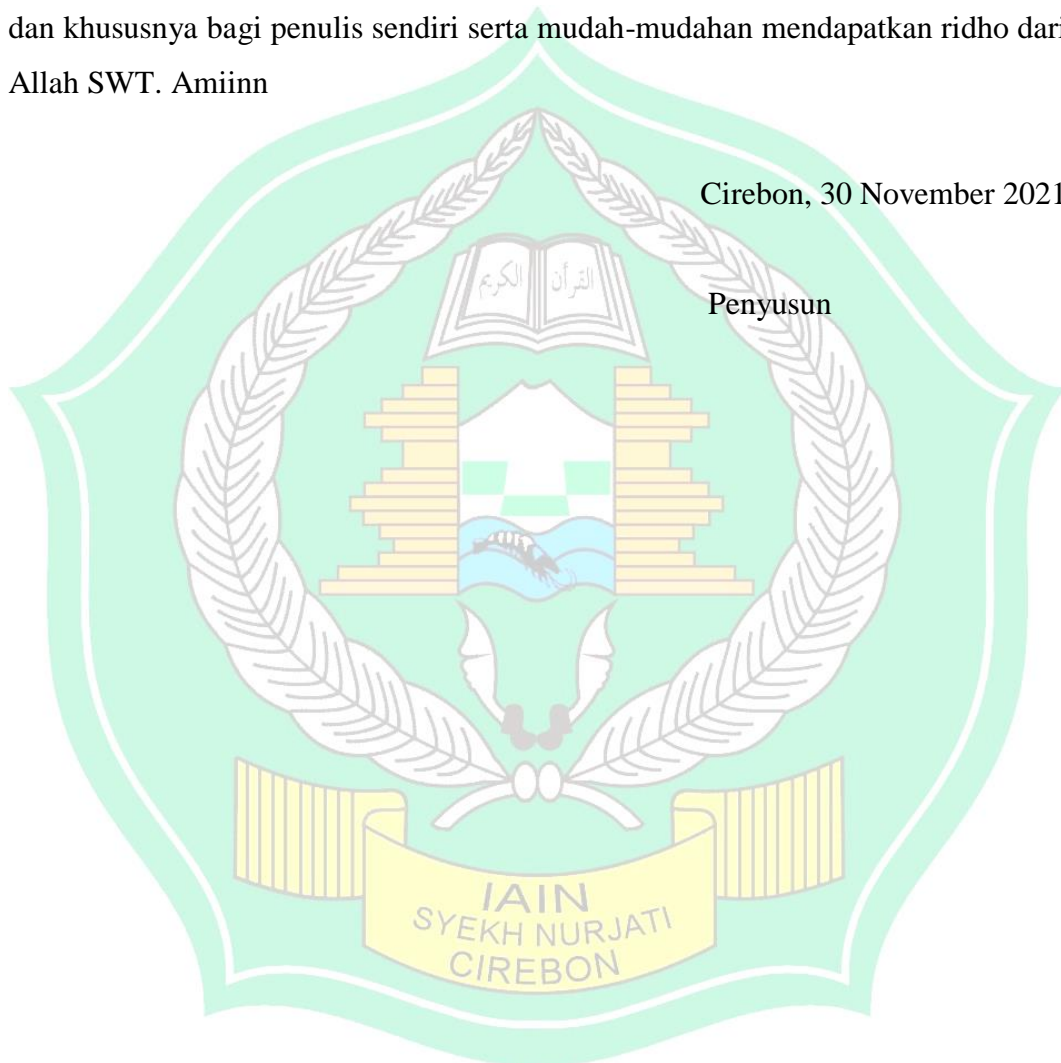 dan khususnya bagi penulis sendiri serta mudah-mudahan mendapatkan ridho dari
Allah SWT. Amiinn
Cirebon, 30 November 2021
القرأن الكريم
Penyusun
IAIN
SYEKH NURJATI
CIREBON